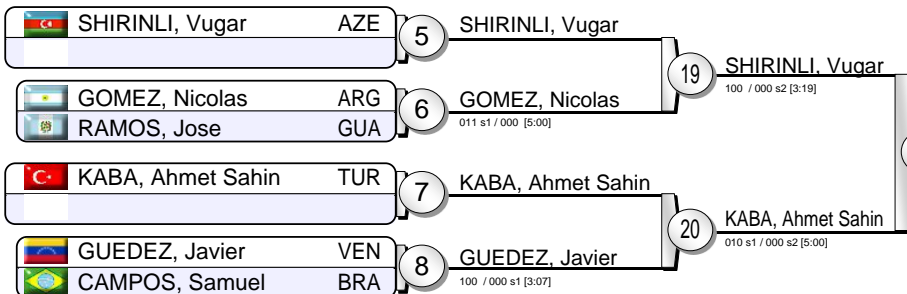 SHIRINLI, Vugar AZE
5
SHIRINLI, Vugar
GOMEZ, Nicolas ARG
RAMOS, Jose GUA
6
GOMEZ, Nicolas
011 s1 / 000 [5:00]
19
SHIRINLI, Vugar
100 / 000 s2 [3:19]
KABA, Ahmet Sahin TUR
7
KABA, Ahmet Sahin
GUEDEZ, Javier VEN
CAMPOS, Samuel BRA
8
GUEDEZ, Javier
100 / 000 s1 [3:07]
20
KABA, Ahmet Sahin
010 s1 / 000 s2 [5:00]